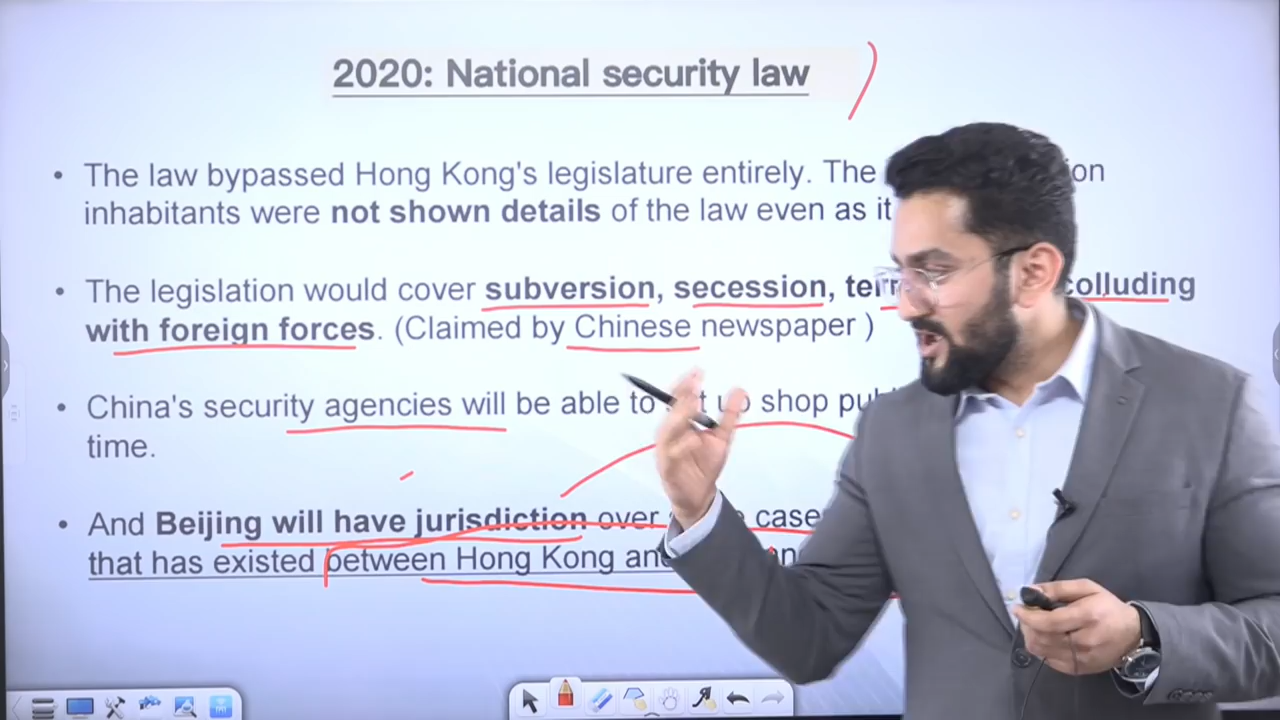 2020: National security law
• The law bypassed Hong Kong's legislature entirely. The
inhabitants were not shown details of the law even as it
• The legislation would cover subversion, secession, colluding
with foreign forces. (Claimed by Chinese newspaper )
• China's security agencies will be able to up shop
time.
• And Beijing will have jurisdiction over case
that has existed between Hong Kong